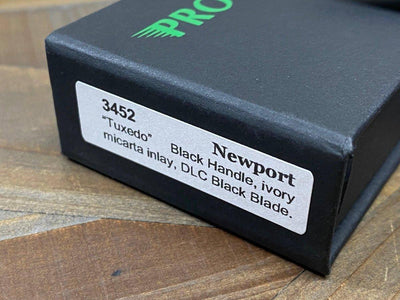 PRO
3452
"Tuxedo" Newport
Black Handle, ivory
micarta inlay, DLC Black Blade.